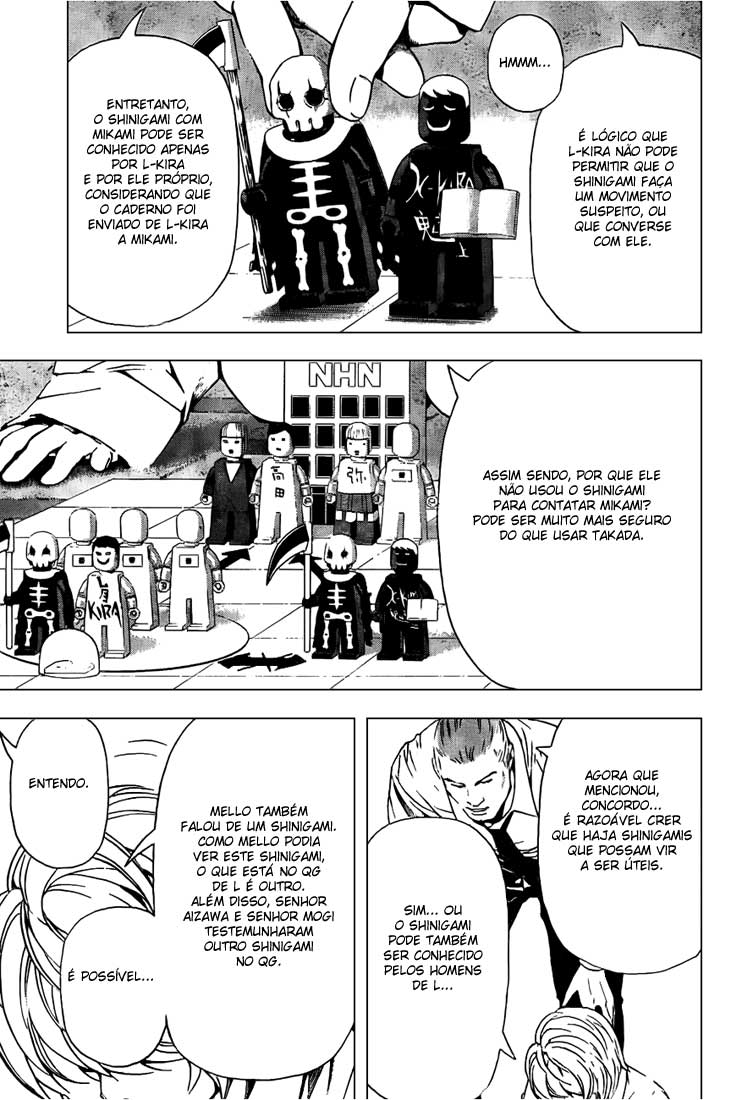 HMMM...
É LÓGICO QUE
L-KIRA NÃO PODE
PERMITIR QUE O
SHINIGAMI FAÇA
UM MOVIMENTO
SUSPEITO, OU
QUE CONVERSE
COM ELE.
ENTRETANTO,
O SHINIGAMI COM
MIKAMI PODE SER
CONHECIDO APENAS
POR L-KIRA
E POR ELE PRÓPRIO,
CONSIDERANDO QUE
O CADERNO FOI
ENVIADO DE L-KIRA
A MIKAMI.
X-KIRA
魅上
ASSIM SENDO, POR QUE ELE
NÃO USOU O SHINIGAMI
PARA CONTATAR MIKAMI?
PODE SER MUITO MAIS SEGURO
DO QUE USAR TAKADA.
NHN
高田
弥
KIRA
AGORA QUE
MENCIONOU,
CONCORDO...
É RAZOÁVEL CRER
QUE HAJA SHINIGAMIS
QUE POSSAM VIR
A SER ÚTEIS.
SIM... OU
O SHINIGAMI
PODE TAMBÉM
SER CONHECIDO
PELOS HOMENS
DE L...
MELLO TAMBÉM
FALOU DE UM SHINIGAMI.
COMO MELLO PODIA
VER ESTE SHINIGAMI,
O QUE ESTÁ NO QG
DE L É OUTRO.
ALÉM DISSO, SENHOR
AIZAWA E SENHOR MOGI
TESTEMUNHARAM
OUTRO SHINIGAMI
NO QG.
ENTENDO.
É POSSÍVEL...